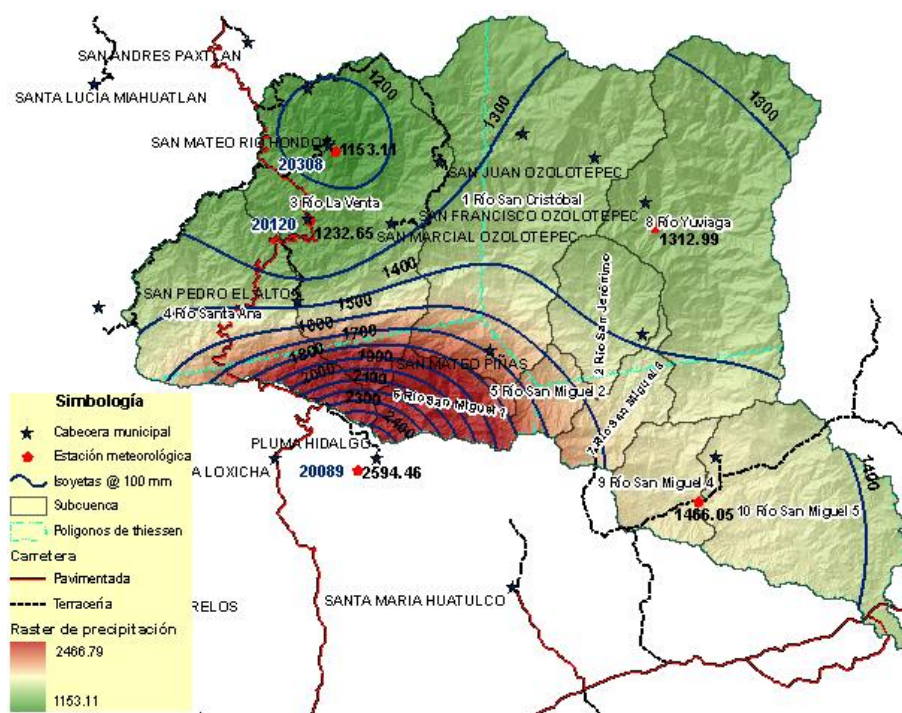 SAN ANDRES PAXTLAN
SANTA LUCIA MIAHUATLAN
1200
1300
1300
SAN MATEO RIO HONDO
1153.11
20308
SAN JUAN OZOLOTEPEC
3 Río La Venta
1 Río San Cristóbal
SAN FRANCISCO OZOLOTEPEC
8 Río Yuviaga
20120
1232.65
SAN MARCIAL OZOLOTEPEC
1312.99
1400
SAN PEDRO EL ALTO
1500
4 Río Santa Ana
1600
1700
2 Río San Jerónimo
1800
1900
SAN MATEO PIÑAS
2000
2100
5 Río San Miguel 2
2300
Río San Miguel 1
Río San Miguel 3
2400
PLUMA HIDALGO
A LOXICHA
20089
2594.46
9 Río San Miguel 4
1400
1466.05
10 Río San Miguel 5
SANTA MARIA HUATULCO
RELOS
Simbología
Cabecera municipal
Estación meteorológica
Isoyetas @ 100 mm
Subcuenca
Poligonos de thiessen
Carretera
Pavimentada
Terracería
Raster de precipitación
2466.79
1153.11